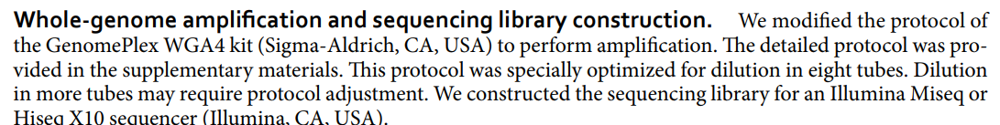 Whole-genome amplification and sequencing library construction. We modified the protocol of
the GenomePlex WGA4 kit (Sigma-Aldrich, CA, USA) to perform amplification. The detailed protocol was pro-
vided in the supplementary materials. This protocol was specially optimized for dilution in eight tubes. Dilution
in more tubes may require protocol adjustment. We constructed the sequencing library for an Illumina Miseq or
Hiseq X10 sequencer (Illumina, CA, USA).